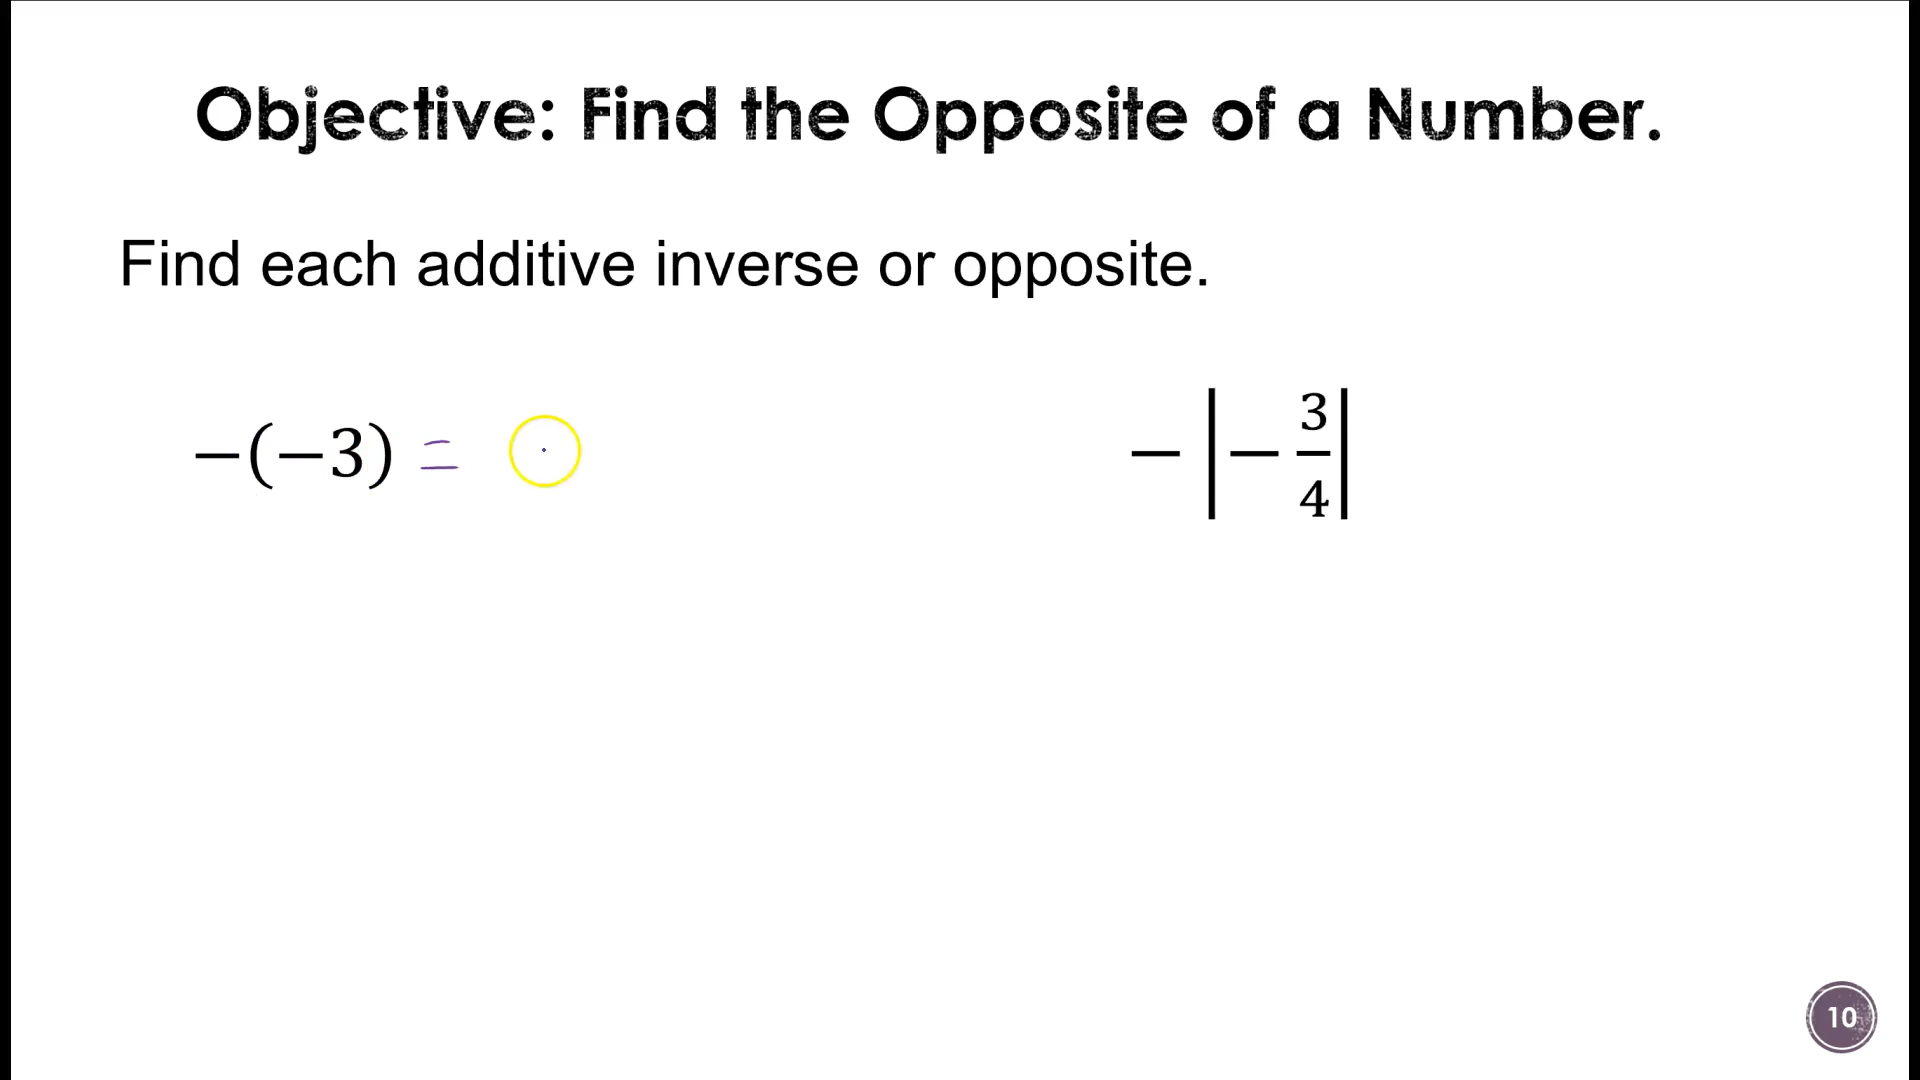 Objective: Find the Opposite of a Number.
Find each additive inverse or opposite.
−(−3) =
−|−3/4|
10